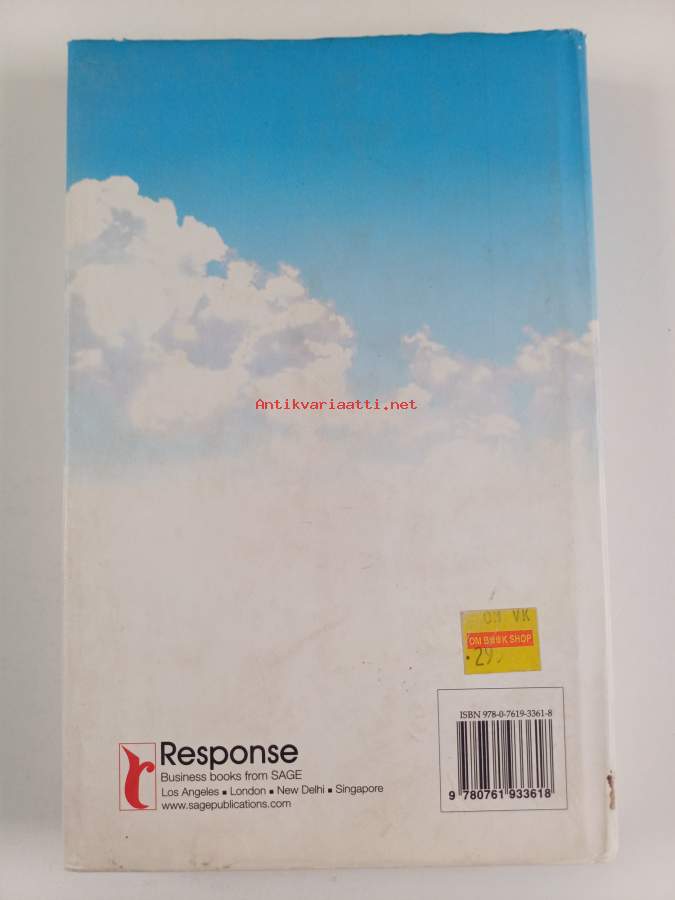 Antikvariaatti.net
VK
OM BOOK SHOP
ISBN 978-0-7619-3361-8
9 780761 933618
r
Response
Business books from SAGE
Los Angeles ▪ London ▪ New Delhi ▪ Singapore
www.sagepublications.com